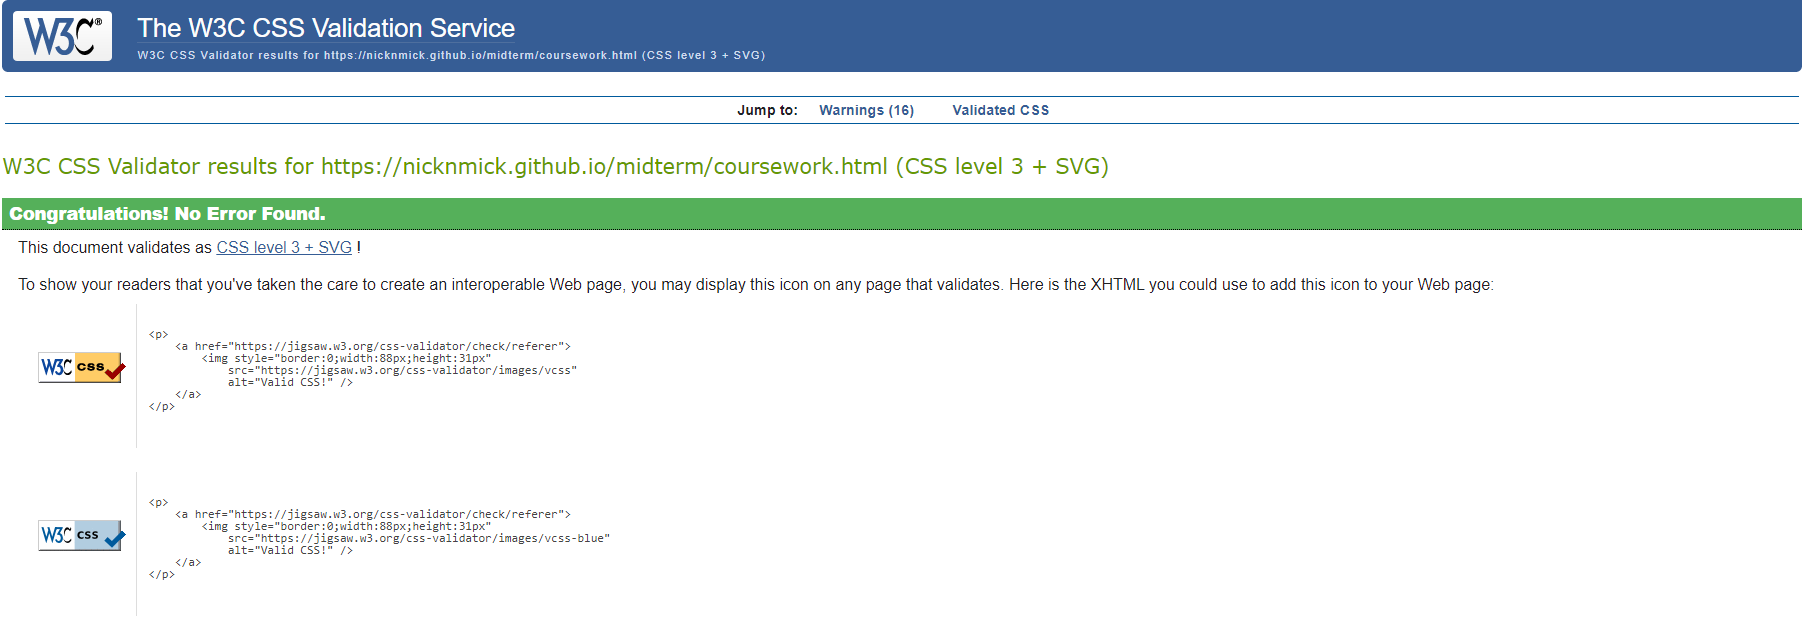 W3C®
The W3C CSS Validation Service
W3C CSS Validator results for https://nicknmick.github.io/midterm/coursework.html (CSS level 3 + SVG)
Jump to: Warnings (16) Validated CSS
W3C CSS Validator results for https://nicknmick.github.io/midterm/coursework.html (CSS level 3 + SVG)
Congratulations! No Error Found.
This document validates as CSS level 3 + SVG !
To show your readers that you've taken the care to create an interoperable Web page, you may display this icon on any page that validates. Here is the XHTML you could use to add this icon to your Web page:
W3C css
<p>
<a href="https://jigsaw.w3.org/css-validator/check/referer">
<img style="border:0;width:88px;height:31px"
src="https://jigsaw.w3.org/css-validator/images/vcss"
alt="Valid CSS!" />
</a>
</p>
W3C css
<p>
<a href="https://jigsaw.w3.org/css-validator/check/referer">
<img style="border:0;width:88px;height:31px"
src="https://jigsaw.w3.org/css-validator/images/vcss-blue"
alt="Valid CSS!" />
</a>
</p>